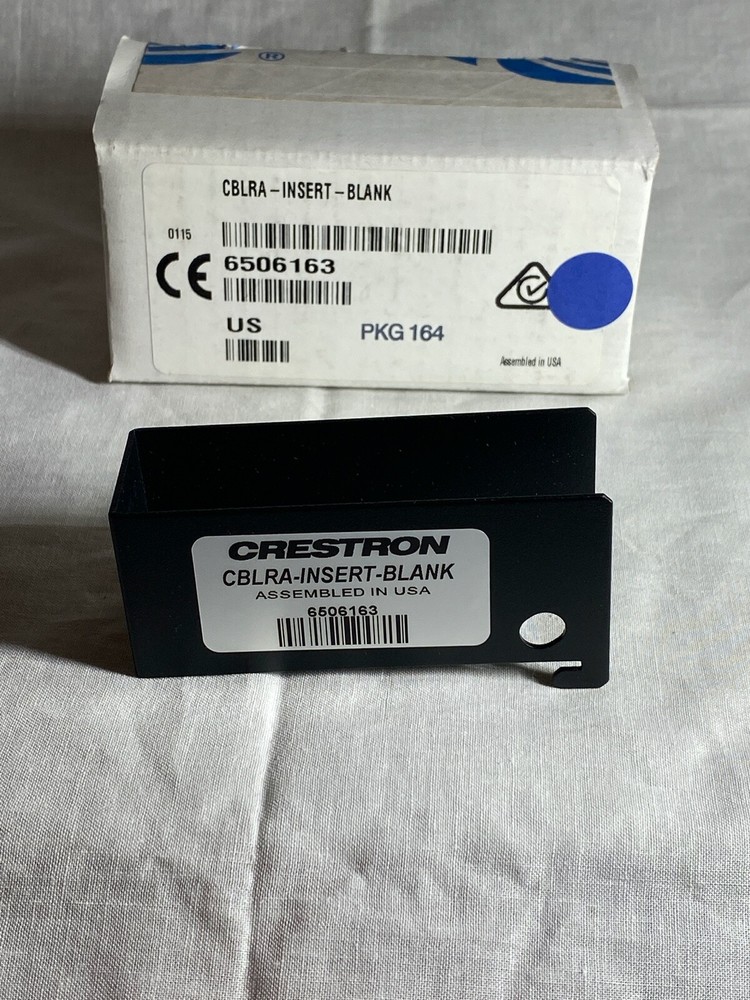 ®
CBLRA-INSERT-BLANK
0115
CE
6506163
US
PKG 164
Assembled in USA
CRESTRON
CBLRA-INSERT-BLANK
ASSEMBLED IN USA
6506163